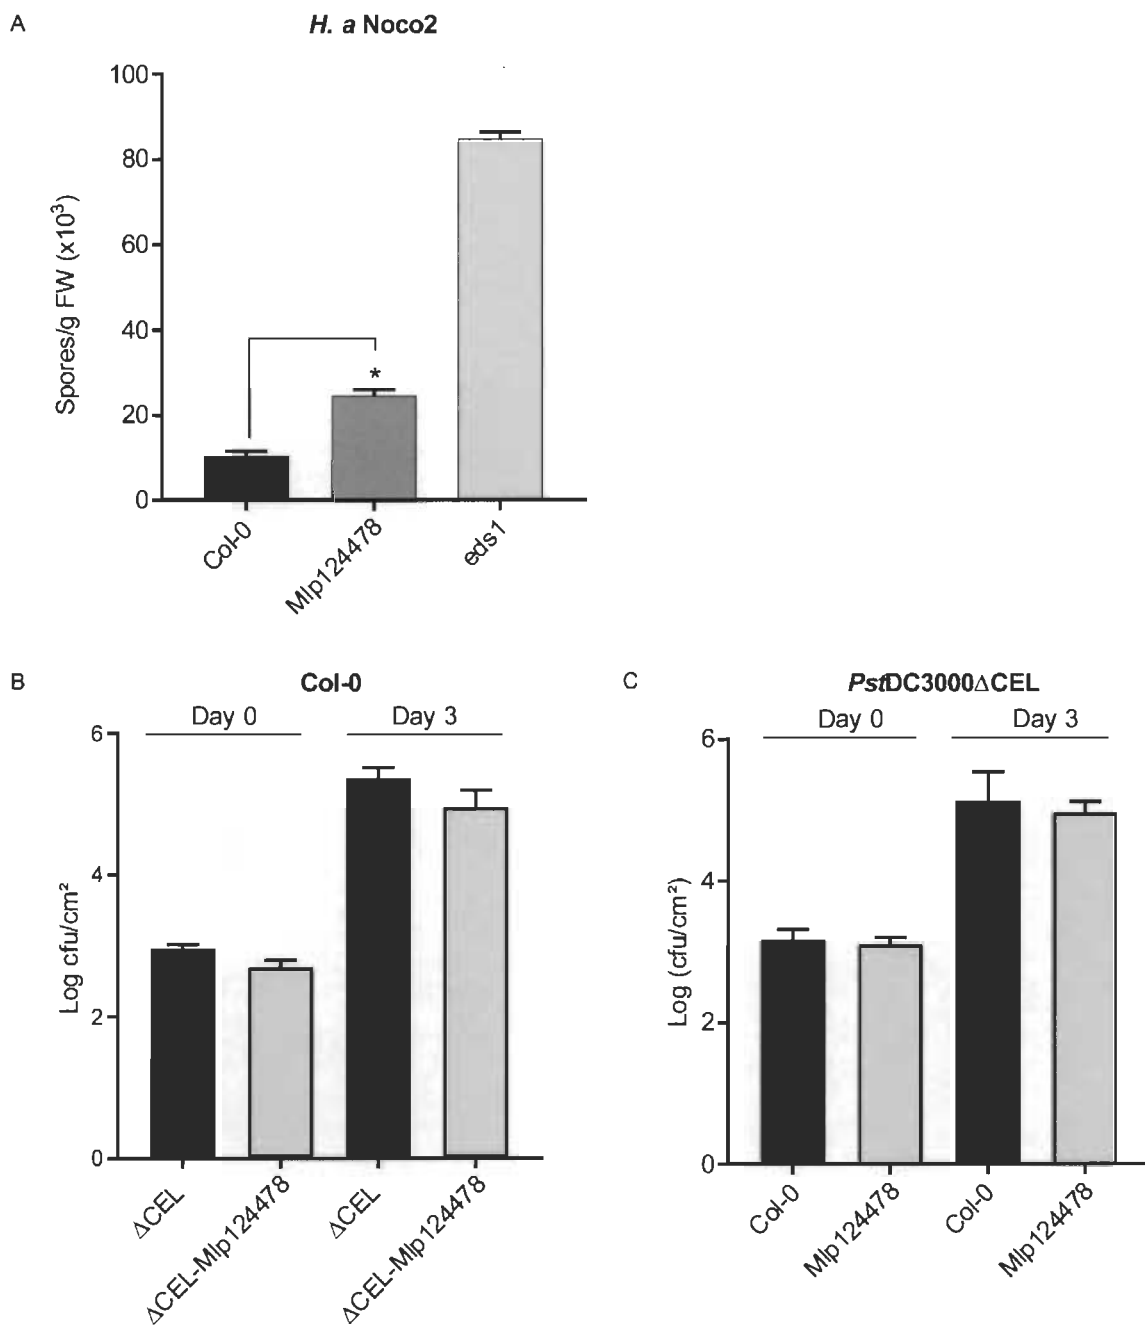 A
H. a Noco2
100
80
60
40
20
0
Spores/g FW (x10³)
*
Col-0
Mlp124478
eds1
B
Col-0
Day 0
Day 3
6
4
2
0
Log cfu/cm²
ΔCEL
ΔCEL-Mlp124478
ΔCEL
ΔCEL-Mlp124478
C
PstDC3000ΔCEL
Day 0
Day 3
6
4
2
0
Log (cfu/cm²)
Col-0
Mlp124478
Col-0
Mlp124478